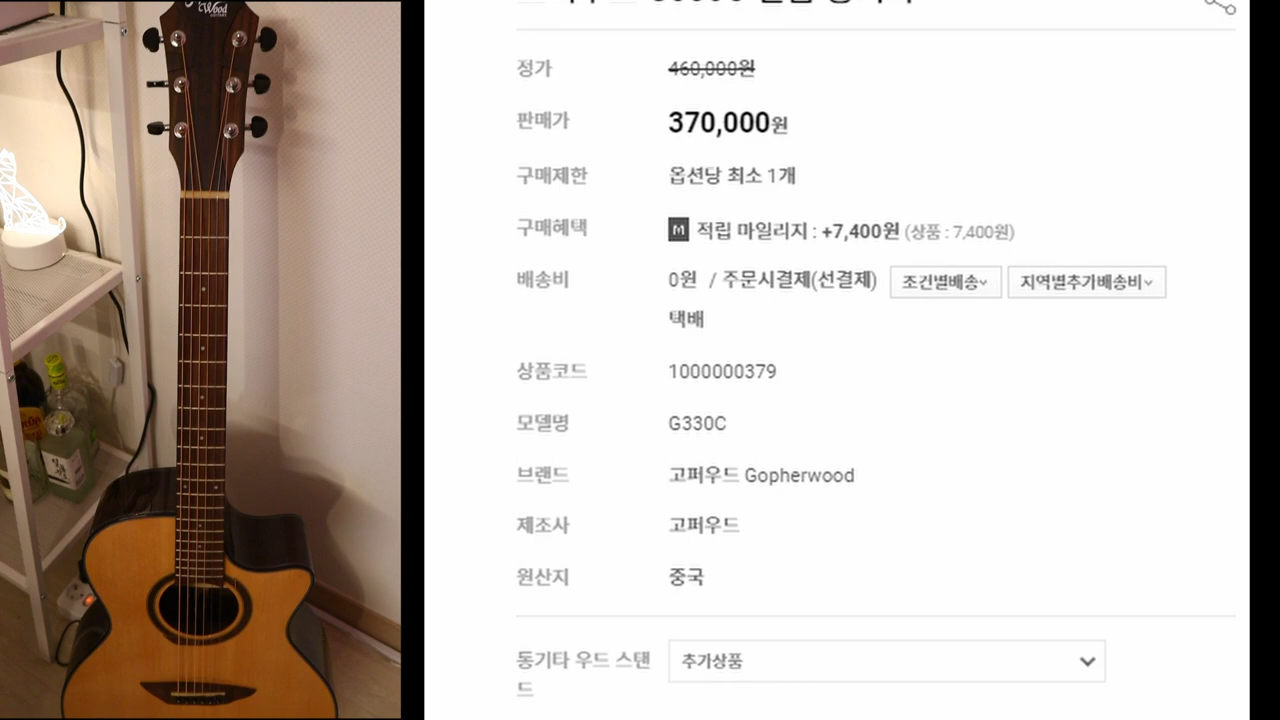 Wood
정가
460,000원
판매가
370,000원
구매제한
옵션당 최소 1개
구매혜택
M 적립 마일리지 : +7,400원 (상품 : 7,400원)
배송비
0원 / 주문시결제(선결제) 조건별배송 지역별추가배송비
택배
상품코드
1000000379
모델명
G330C
브랜드
고퍼우드 Gopherwood
제조사
고퍼우드
원산지
중국
통기타 우드 스탠
드
추가상품